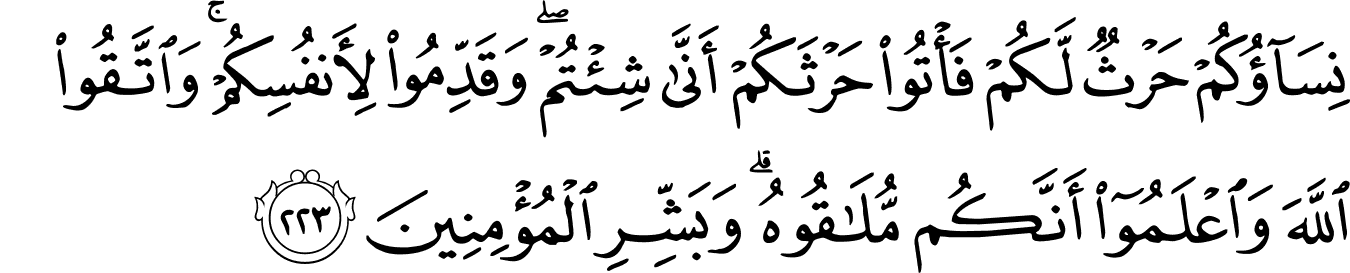 نِسَآؤُكُمْ حَرْثٌ لَّكُمْ فَأْتُوا۟ حَرْثَكُمْ أَنَّىٰ شِئْتُمْ ۖ وَقَدِّمُوا۟ لِأَنفُسِكُمْ ۚ وَٱتَّقُوا۟
ٱللَّهَ وَٱعْلَمُوٓا۟ أَنَّكُم مُّلَـٰقُوهُ ۗ وَبَشِّرِ ٱلْمُؤْمِنِينَ ٢٢٣